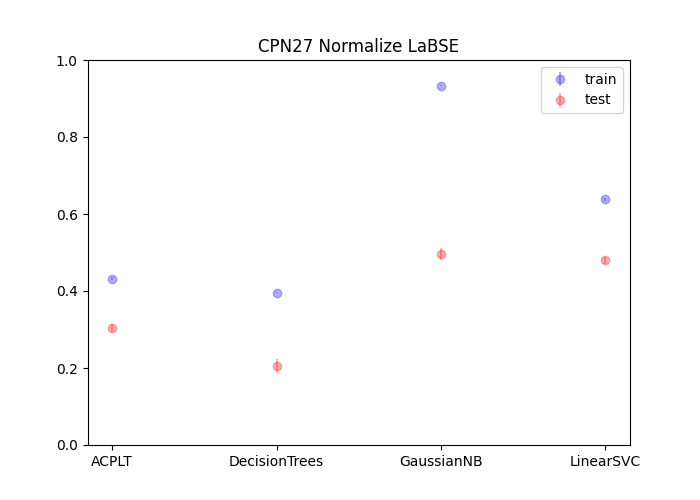 CPN27 Normalize LaBSE
train
test
1.0
0.8
0.6
0.4
0.2
0.0
ACPLT DecisionTrees GaussianNB LinearSVC